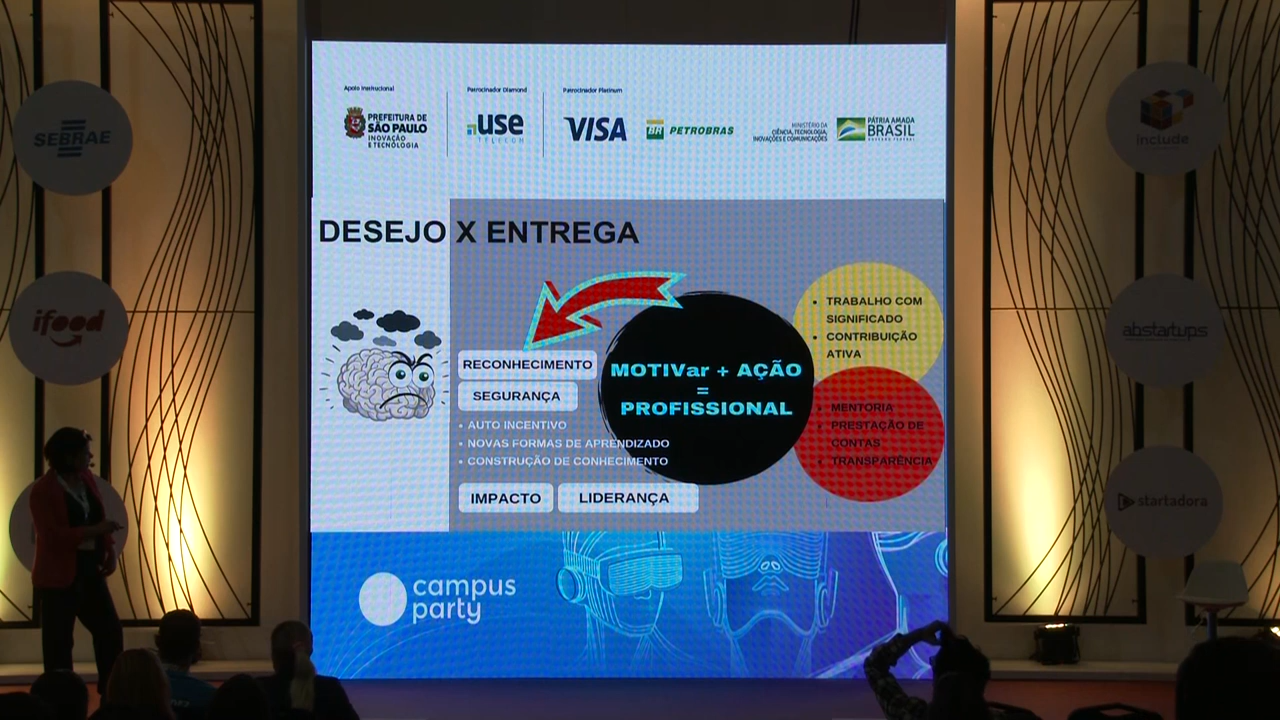 Apoio Institucional
PREFEITURA DE
SÃO PAULO
INOVAÇÃO
E TECNOLOGIA
Patrocinador Diamond
use
TELECOM
Patrocinador Platinum
VISA
BR PETROBRAS
MINISTÉRIO DA
CIÊNCIA, TECNOLOGIA,
INOVAÇÕES E COMUNICAÇÕES
PÁTRIA AMADA
BRASIL
GOVERNO FEDERAL
SEBRAE
ifood
include
abstartups
startadora
DESEJO X ENTREGA
RECONHECIMENTO
SEGURANÇA
• AUTO INCENTIVO
• NOVAS FORMAS DE APRENDIZADO
• CONSTRUÇÃO DE CONHECIMENTO
IMPACTO
LIDERANÇA
MOTIVar + AÇÃO
=
PROFISSIONAL
• TRABALHO COM
SIGNIFICADO
• CONTRIBUIÇÃO
ATIVA
• MENTORIA
• PRESTAÇÃO DE
CONTAS
• TRANSPARÊNCIA
campus
party